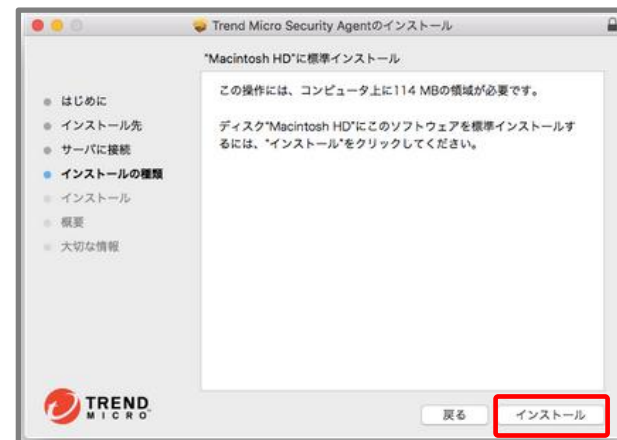 Trend Micro Security Agentのインストール
"Macintosh HD"に標準インストール
はじめに
インストール先
サーバに接続
インストールの種類
インストール
概要
大切な情報
この操作には、コンピュータ上に114 MBの領域が必要です。
ディスク"Macintosh HD"にこのソフトウェアを標準インストールす
るには、"インストール"をクリックしてください。
TREND
MICRO
戻る
インストール